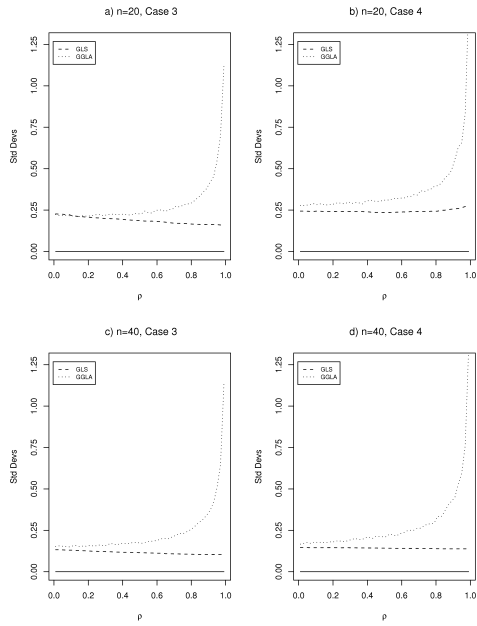 a) n=20, Case 3
Std Devs
0.00 0.25 0.50 0.75 1.00 1.25
GLS
GGLA
0.0 0.2 0.4 0.6 0.8 1.0
ρ
b) n=20, Case 4
Std Devs
0.00 0.25 0.50 0.75 1.00 1.25
GLS
GGLA
0.0 0.2 0.4 0.6 0.8 1.0
ρ
c) n=40, Case 3
Std Devs
0.00 0.25 0.50 0.75 1.00 1.25
GLS
GGLA
0.0 0.2 0.4 0.6 0.8 1.0
ρ
d) n=40, Case 4
Std Devs
0.00 0.25 0.50 0.75 1.00 1.25
GLS
GGLA
0.0 0.2 0.4 0.6 0.8 1.0
ρ